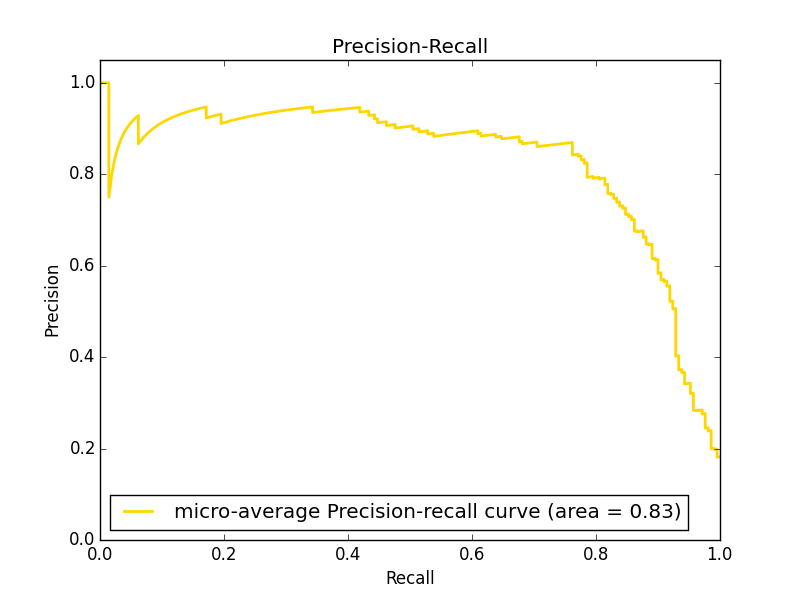 Precision-Recall
1.0
0.8
0.6
0.4
0.2
0.0
Precision
micro-average Precision-recall curve (area = 0.83)
0.0 0.2 0.4 0.6 0.8 1.0
Recall